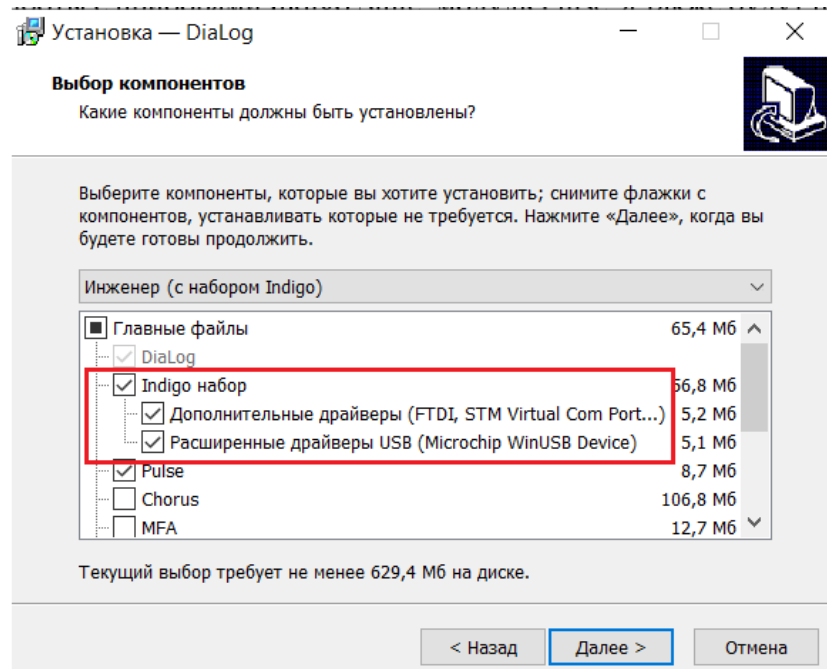 Установка — DiaLog
Выбор компонентов
Какие компоненты должны быть установлены?
Выберите компоненты, которые вы хотите установить; снимите флажки с
компонентов, устанавливать которые не требуется. Нажмите «Далее», когда вы
будете готовы продолжить.
Инженер (с набором Indigo)
Главные файлы 65,4 Мб
DiaLog
Indigo набор 56,8 Мб
Дополнительные драйверы (FTDI, STM Virtual Com Port...) 5,2 Мб
Расширенные драйверы USB (Microchip WinUSB Device) 5,1 Мб
Pulse 8,7 Мб
Chorus 106,8 Мб
MFA 12,7 Мб
Текущий выбор требует не менее 629,4 Мб на диске.
< Назад Далее > Отмена